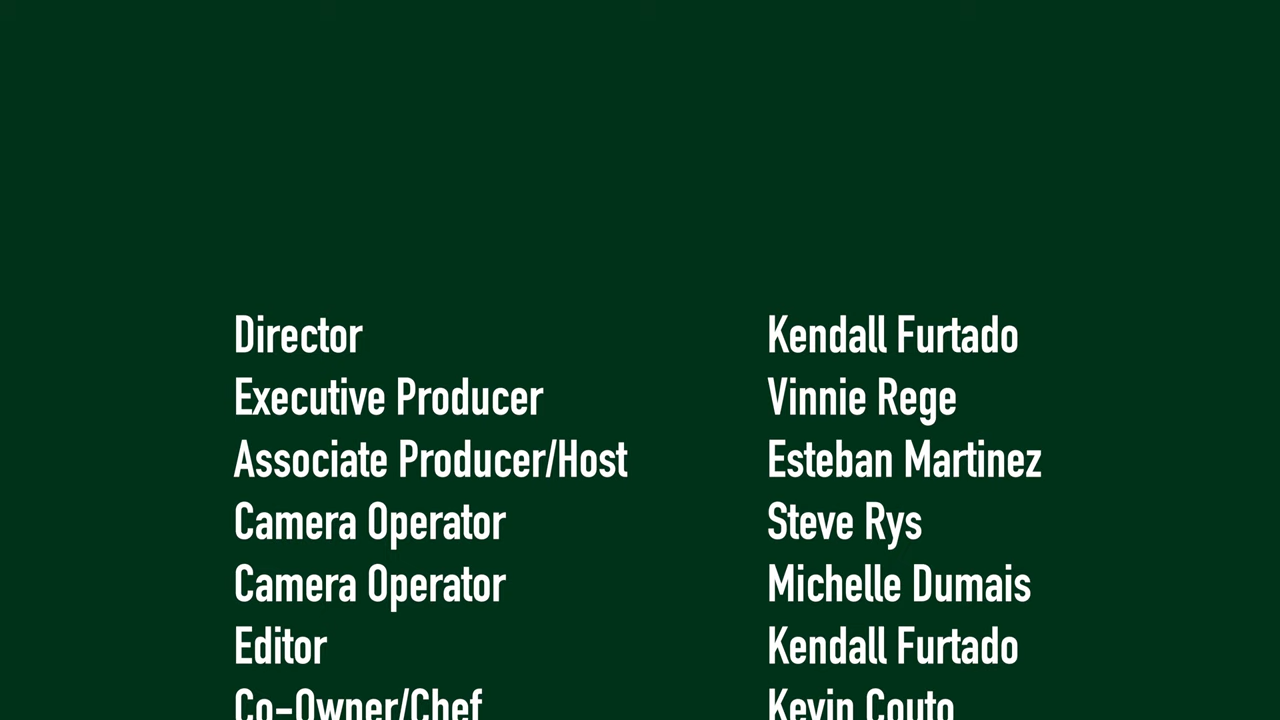 Director Kendall Furtado
Executive Producer Vinnie Rege
Associate Producer/Host Esteban Martinez
Camera Operator Steve Rys
Camera Operator Michelle Dumais
Editor Kendall Furtado
Co-Owner/Chef Kevin Couto